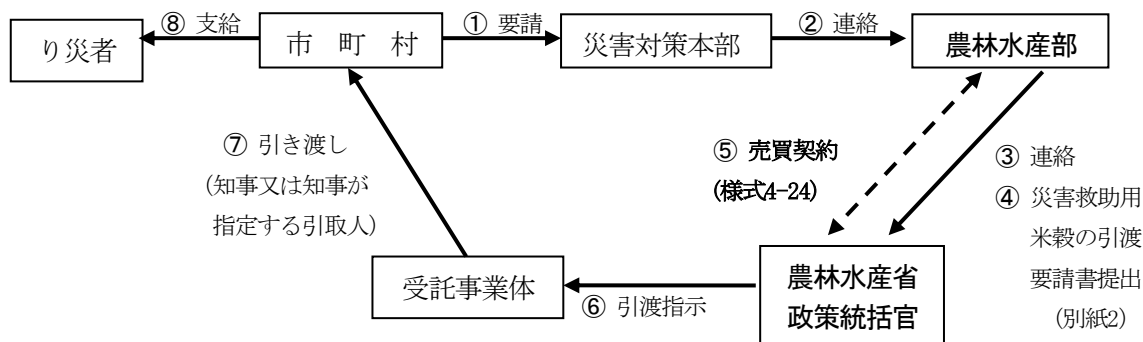 ⑧ 支給
① 要請
② 連絡
り災者
市 町 村
災害対策本部
農林水産部
⑦ 引き渡し
(知事又は知事が
指定する引取人)
⑤ 売買契約
(様式4-24)
③ 連絡
④ 災害救助用
米穀の引渡
要請書提出
(別紙2)
受託事業体
⑥ 引渡指示
農林水産省
政策統括官